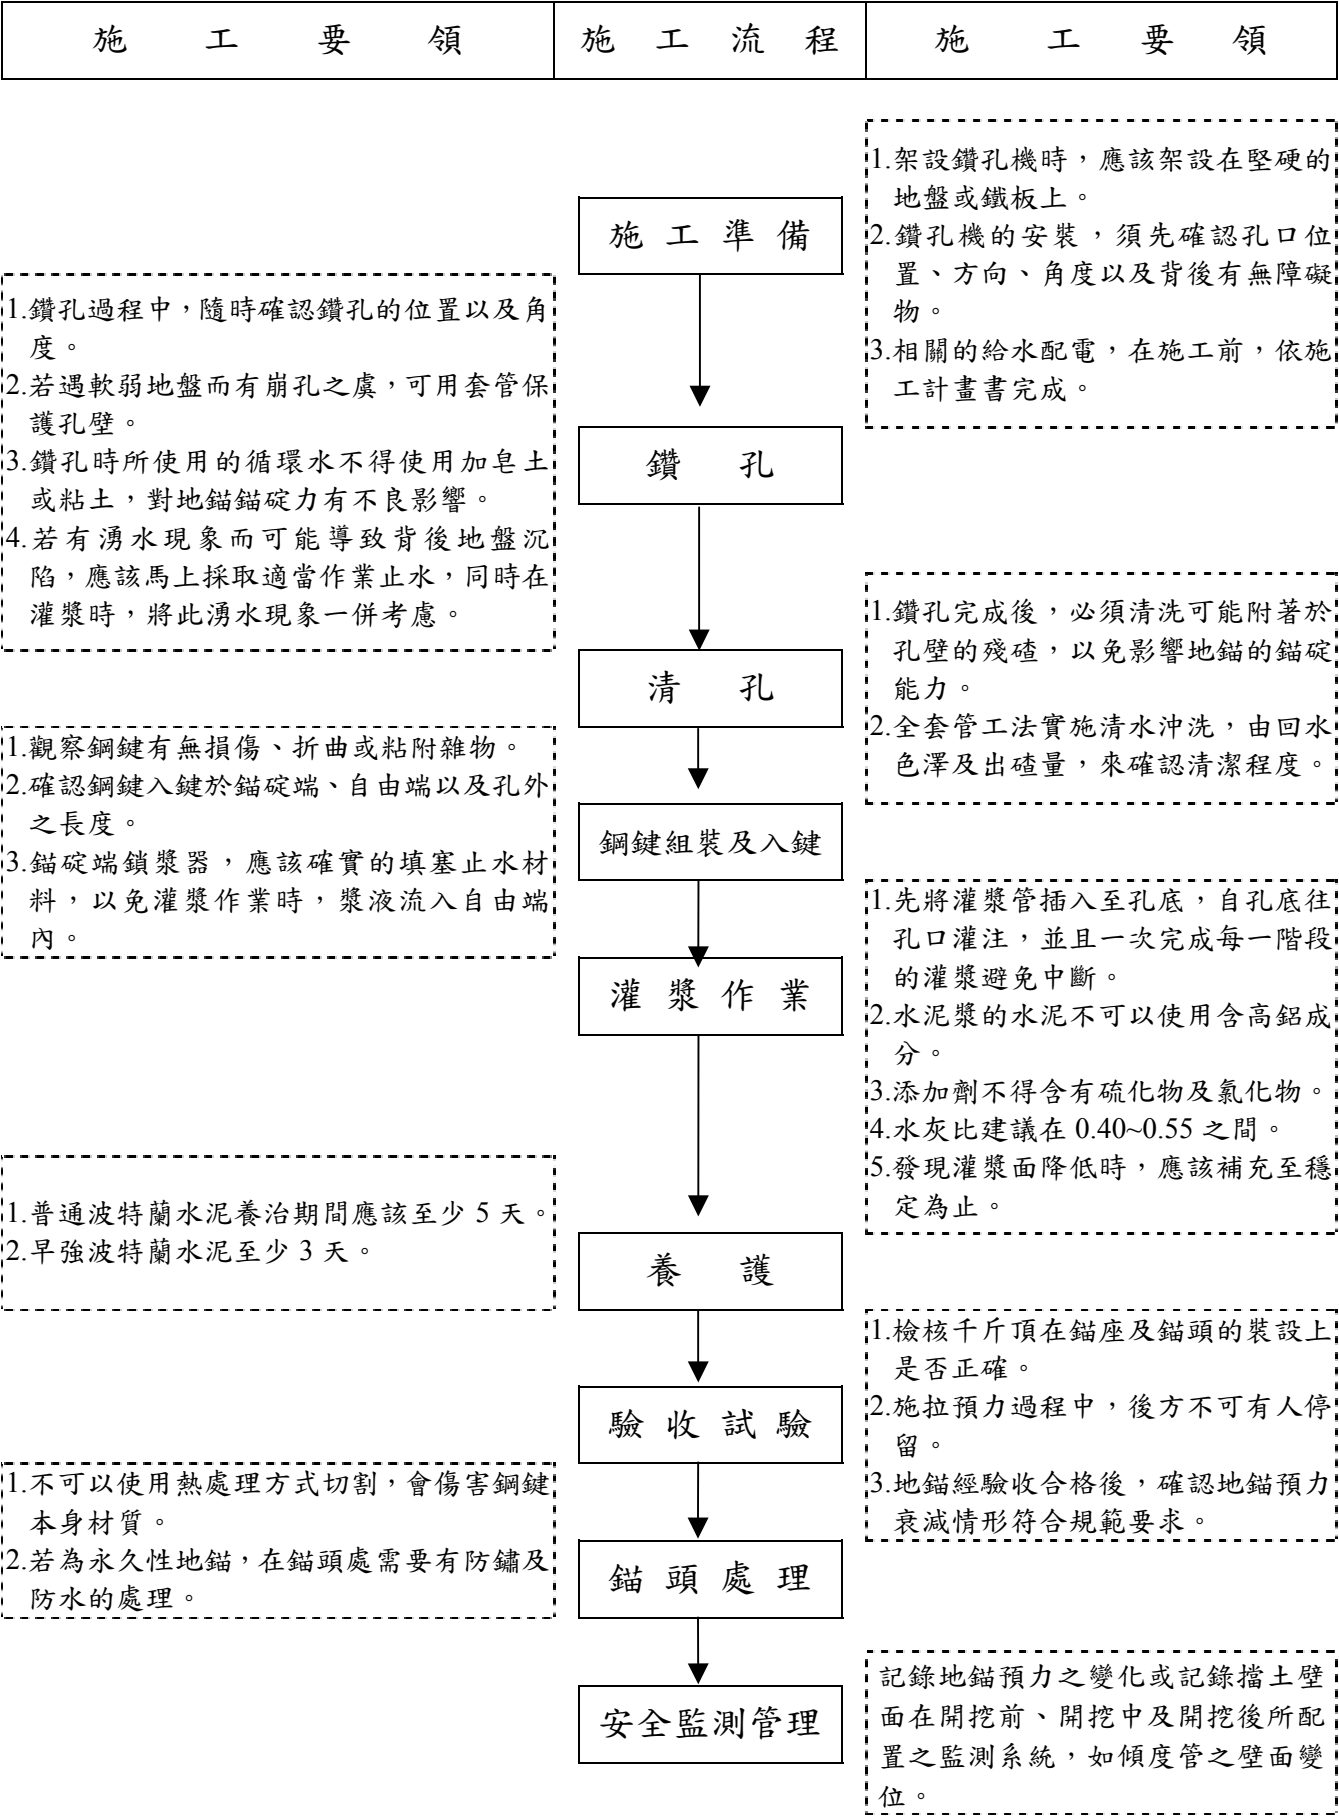 施工要領
施工流程
施工要領
1.架設鑽孔機時，應該架設在堅硬的
地盤或鐵板上。
2.鑽孔機的安裝，須先確認孔口位
置、方向、角度以及背後有無障礙
物。
3.相關的給水配電，在施工前，依施
工計畫書完成。
施工準備
1.鑽孔過程中，隨時確認鑽孔的位置以及角
度。
2.若遇軟弱地盤而有崩孔之虞，可用套管保
護孔壁。
3.鑽孔時所使用的循環水不得使用加皂土
或粘土，對地錨錨碇力有不良影響。
4.若有湧水現象而可能導致背後地盤沉
陷，應該馬上採取適當作業止水，同時在
灌漿時，將此湧水現象一併考慮。
鑽孔
1.鑽孔完成後，必須清洗可能附著於
孔壁的殘碴，以免影響地錨的錨碇
能力。
2.全套管工法實施清水沖洗，由回水
色澤及出碴量，來確認清潔程度。
清孔
1.觀察鋼鍵有無損傷、折曲或粘附雜物。
2.確認鋼鍵入鍵於錨碇端、自由端以及孔外
之長度。
3.錨碇端鎖漿器，應該確實的填塞止水材
料，以免灌漿作業時，漿液流入自由端
內。
鋼鍵組裝及入鍵
1.先將灌漿管插入至孔底，自孔底往
孔口灌注，並且一次完成每一階段
的灌漿避免中斷。
2.水泥漿的水泥不可以使用含高鋁成
分。
3.添加劑不得含有硫化物及氯化物。
4.水灰比建議在 0.40~0.55 之間。
5.發現灌漿面降低時，應該補充至穩
定為止。
灌漿作業
1.普通波特蘭水泥養治期間應該至少 5 天。
2.早強波特蘭水泥至少 3 天。
養護
1.檢核千斤頂在錨座及錨頭的裝設上
是否正確。
2.施拉預力過程中，後方不可有人停
留。
3.地錨經驗收合格後，確認地錨預力
衰減情形符合規範要求。
驗收試驗
1.不可以使用熱處理方式切割，會傷害鋼鍵
本身材質。
2.若為永久性地錨，在錨頭處需要有防鏽及
防水的處理。
錨頭處理
記錄地錨預力之變化或記錄擋土壁
面在開挖前、開挖中及開挖後所配
置之監測系統，如傾度管之壁面變
位。
安全監測管理